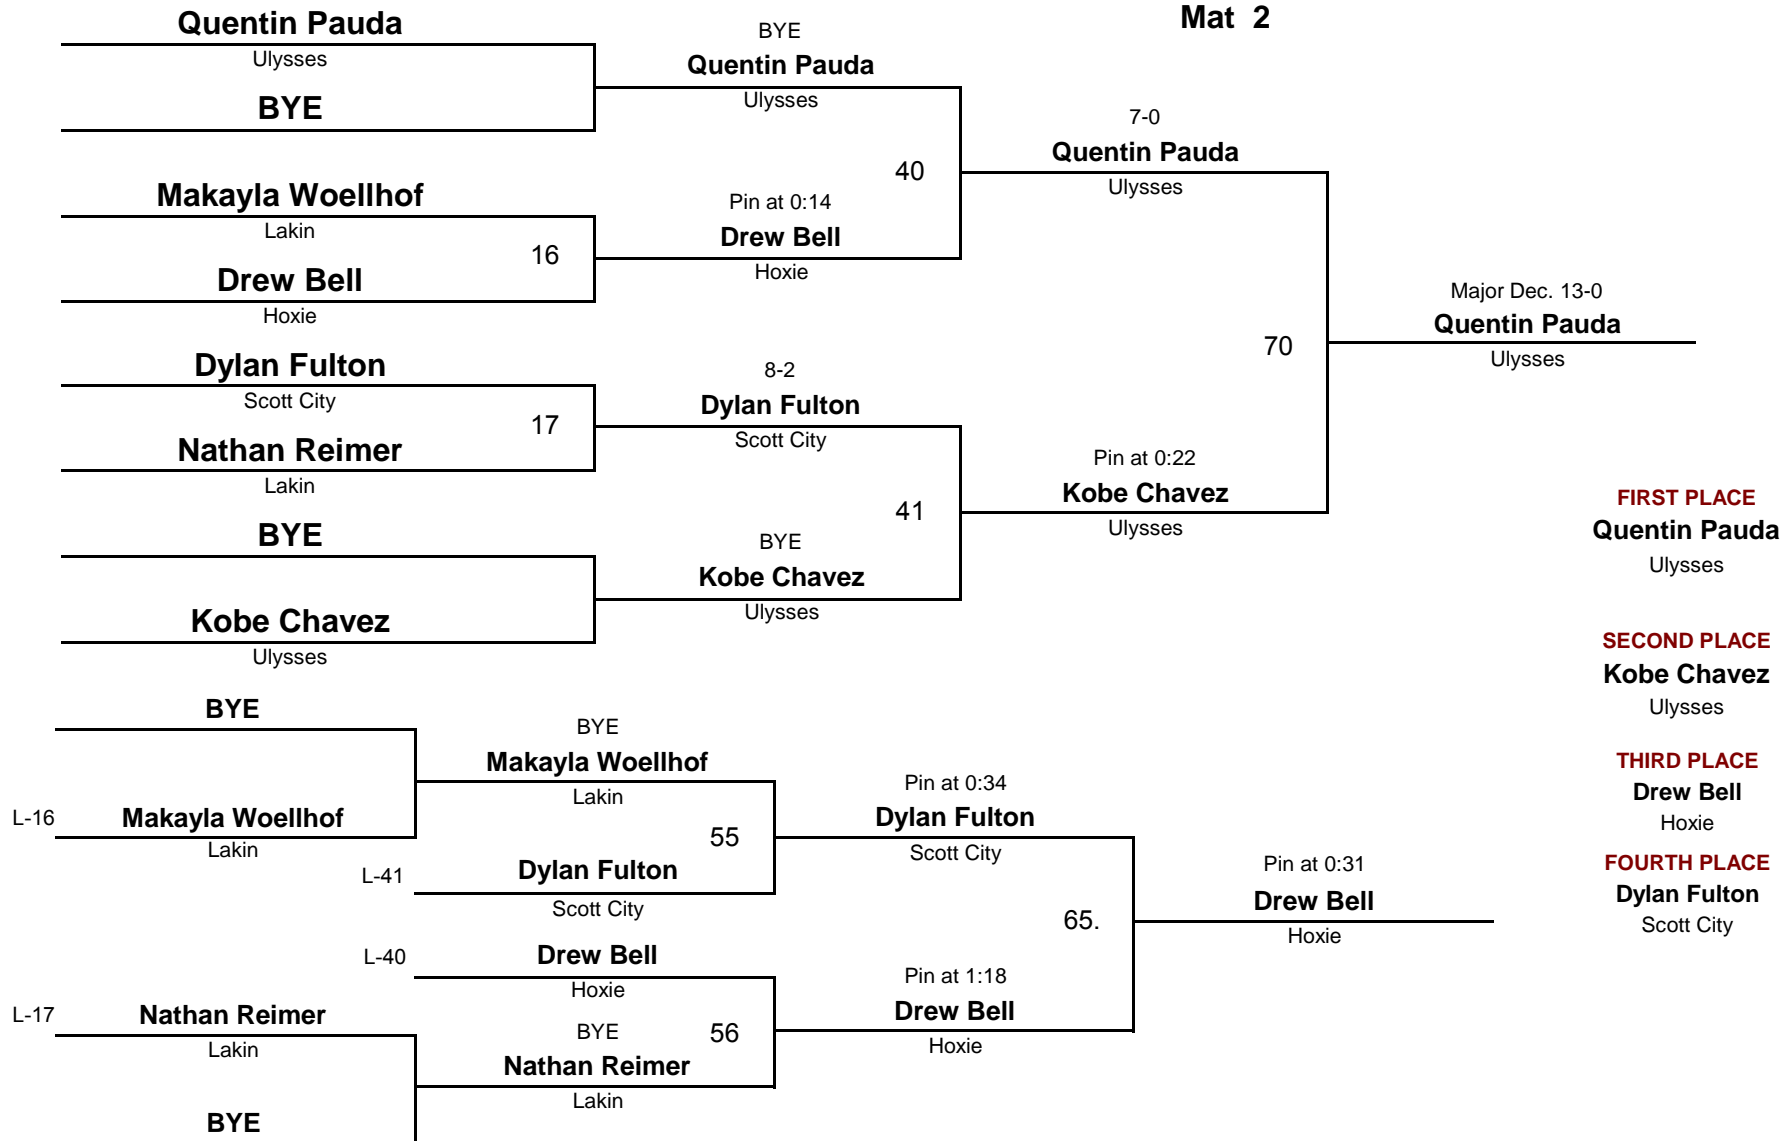 Mat 2
Quentin Pauda
Ulysses
BYE
Makayla Woellhof
Lakin
16
Drew Bell
Hoxie
Dylan Fulton
Scott City
17
Nathan Reimer
Lakin
BYE
Kobe Chavez
Ulysses
BYE
Quentin Pauda
Ulysses
40
Pin at 0:14
Drew Bell
Hoxie
8-2
Dylan Fulton
Scott City
41
BYE
Kobe Chavez
Ulysses
7-0
Quentin Pauda
Ulysses
70
Pin at 0:22
Kobe Chavez
Ulysses
Major Dec. 13-0
Quentin Pauda
Ulysses
FIRST PLACE
Quentin Pauda
Ulysses
SECOND PLACE
Kobe Chavez
Ulysses
THIRD PLACE
Drew Bell
Hoxie
FOURTH PLACE
Dylan Fulton
Scott City
BYE
L-16 Makayla Woellhof
Lakin
L-17 Nathan Reimer
Lakin
BYE
BYE
Makayla Woellhof
Lakin
55
L-41 Dylan Fulton
Scott City
L-40 Drew Bell
Hoxie
56
BYE
Nathan Reimer
Lakin
Pin at 0:34
Dylan Fulton
Scott City
65.
Pin at 1:18
Drew Bell
Hoxie
Pin at 0:31
Drew Bell
Hoxie